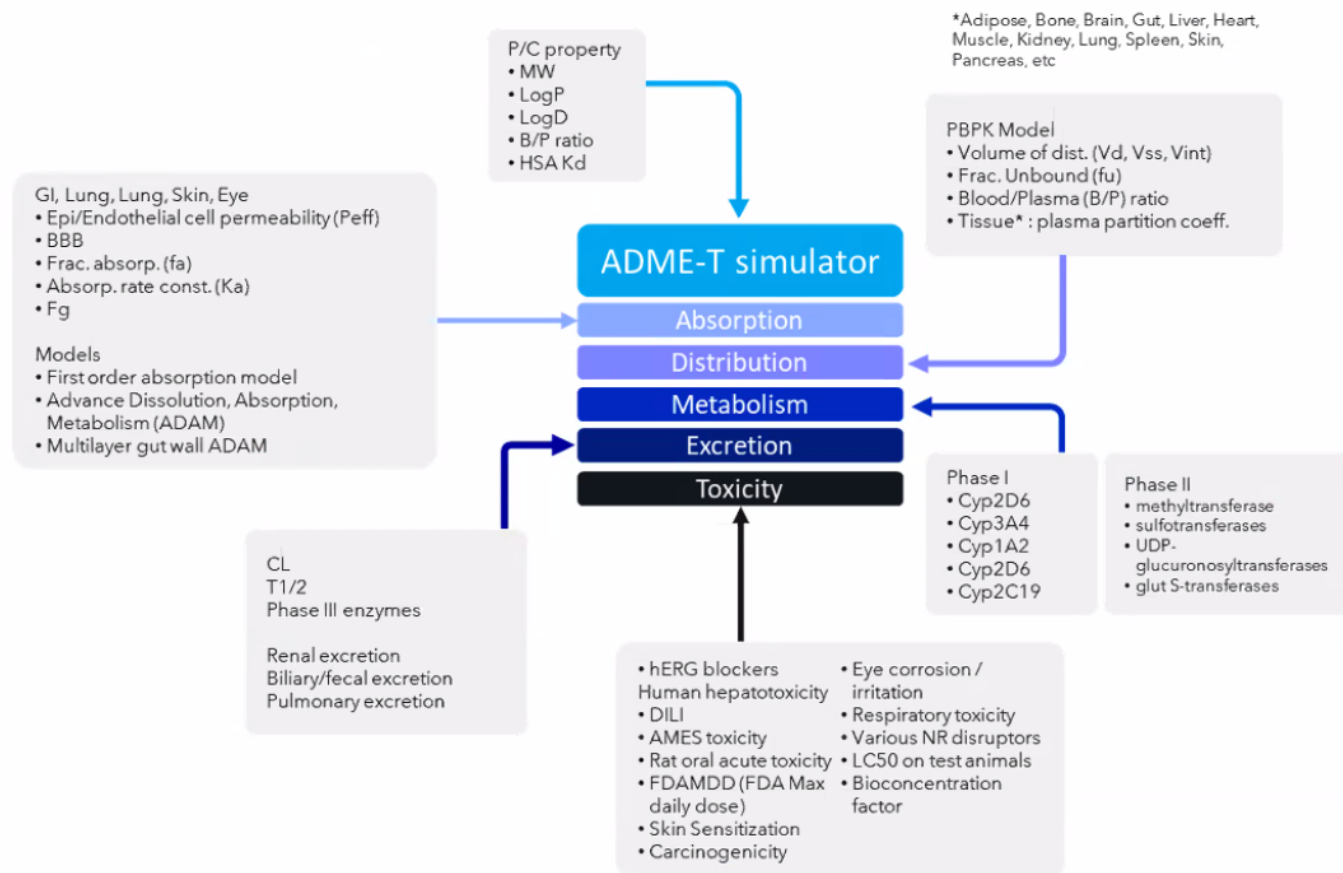 P/C property
• MW
• LogP
• LogD
• B/P ratio
• HSA Kd
*Adipose, Bone, Brain, Gut, Liver, Heart,
Muscle, Kidney, Lung, Spleen, Skin,
Pancreas, etc
PBPK Model
• Volume of dist. (Vd, Vss, Vint)
• Frac. Unbound (fu)
• Blood/Plasma (B/P) ratio
• Tissue* : plasma partition coeff.
GI, Lung, Lung, Skin, Eye
• Epi/Endothelial cell permeability (Peff)
• BBB
• Frac. absorp. (fa)
• Absorp. rate const. (Ka)
• Fg
Models
• First order absorption model
• Advance Dissolution, Absorption,
Metabolism (ADAM)
• Multilayer gut wall ADAM
ADME-T simulator
Absorption
Distribution
Metabolism
Excretion
Toxicity
Phase I
• Cyp2D6
• Cyp3A4
• Cyp1A2
• Cyp2D6
• Cyp2C19
Phase II
• methyltransferase
• sulfotransferases
• UDP-
glucuronosyltransferases
• glut S-transferases
CL
T1/2
Phase III enzymes
Renal excretion
Biliary/fecal excretion
Pulmonary excretion
• hERG blockers
Human hepatotoxicity
• DILI
• AMES toxicity
• Rat oral acute toxicity
• FDAMDD (FDA Max
daily dose)
• Skin Sensitization
• Carcinogenicity
• Eye corrosion /
irritation
• Respiratory toxicity
• Various NR disruptors
• LC50 on test animals
• Bioconcentration
factor